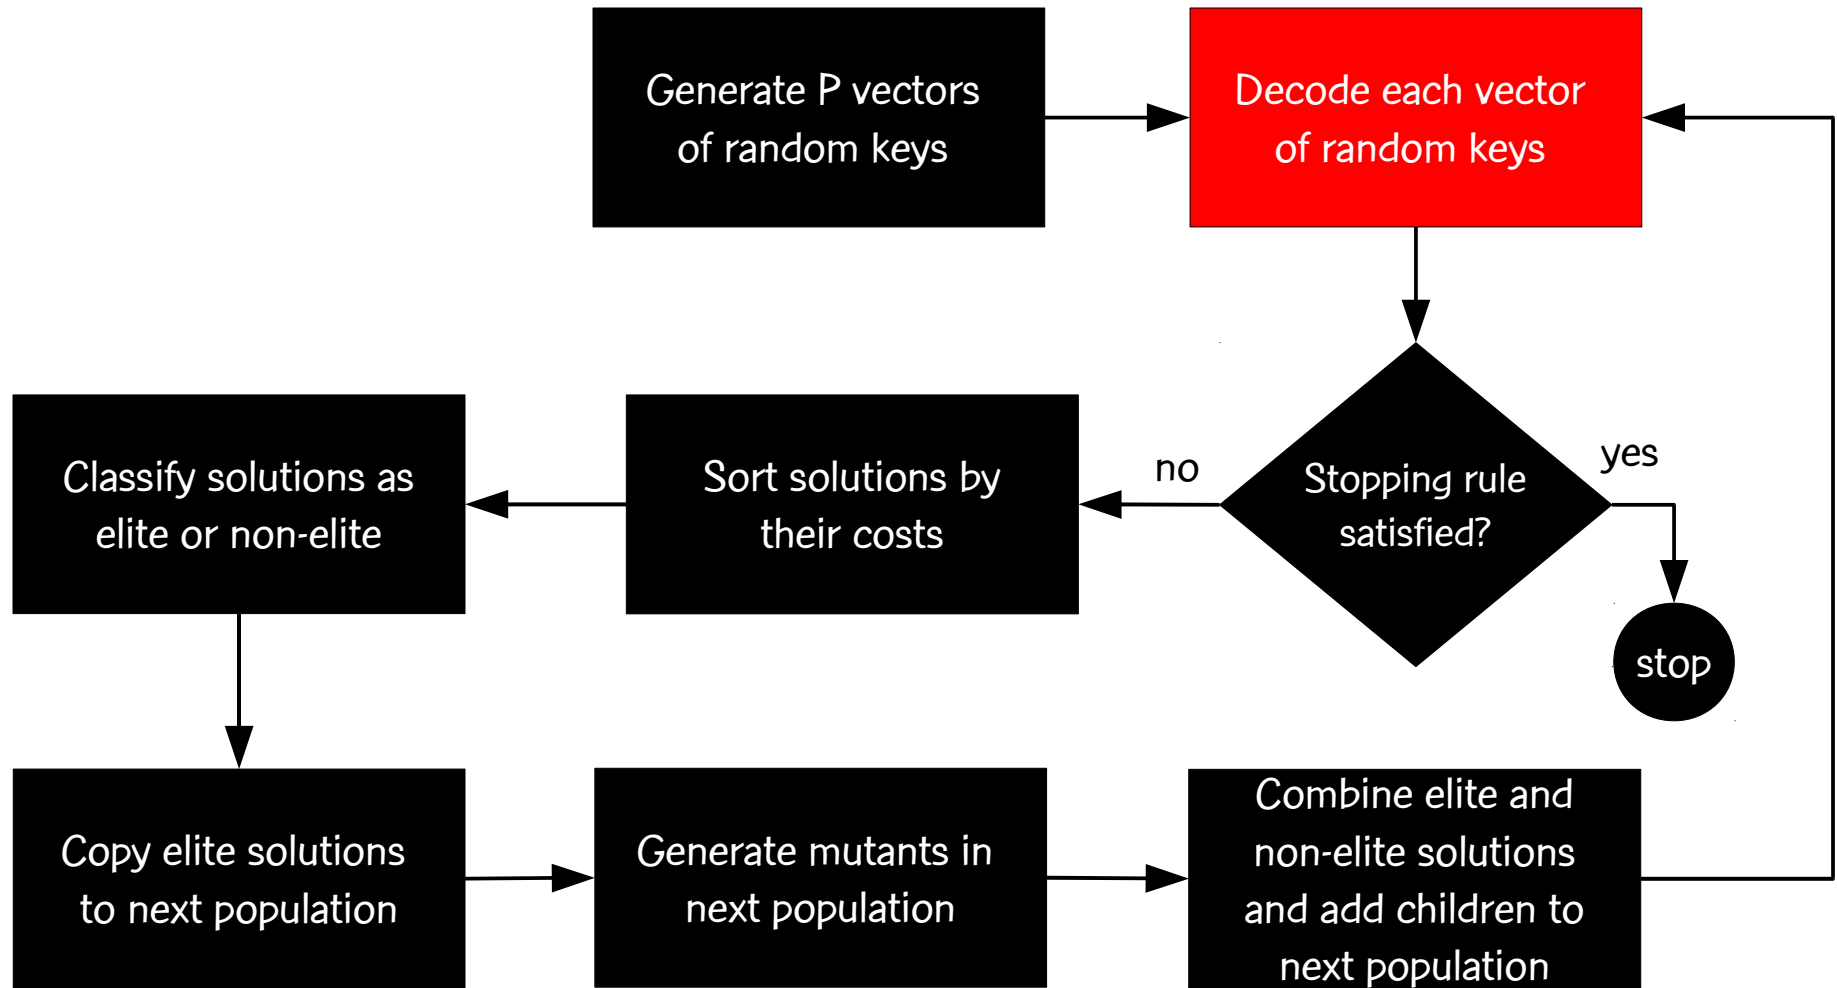 Generate P vectors
of random keys
Decode each vector
of random keys
Classify solutions as
elite or non-elite
Sort solutions by
their costs
no
Stopping rule
satisfied?
yes
stop
Copy elite solutions
to next population
Generate mutants in
next population
Combine elite and
non-elite solutions
and add children to
next population